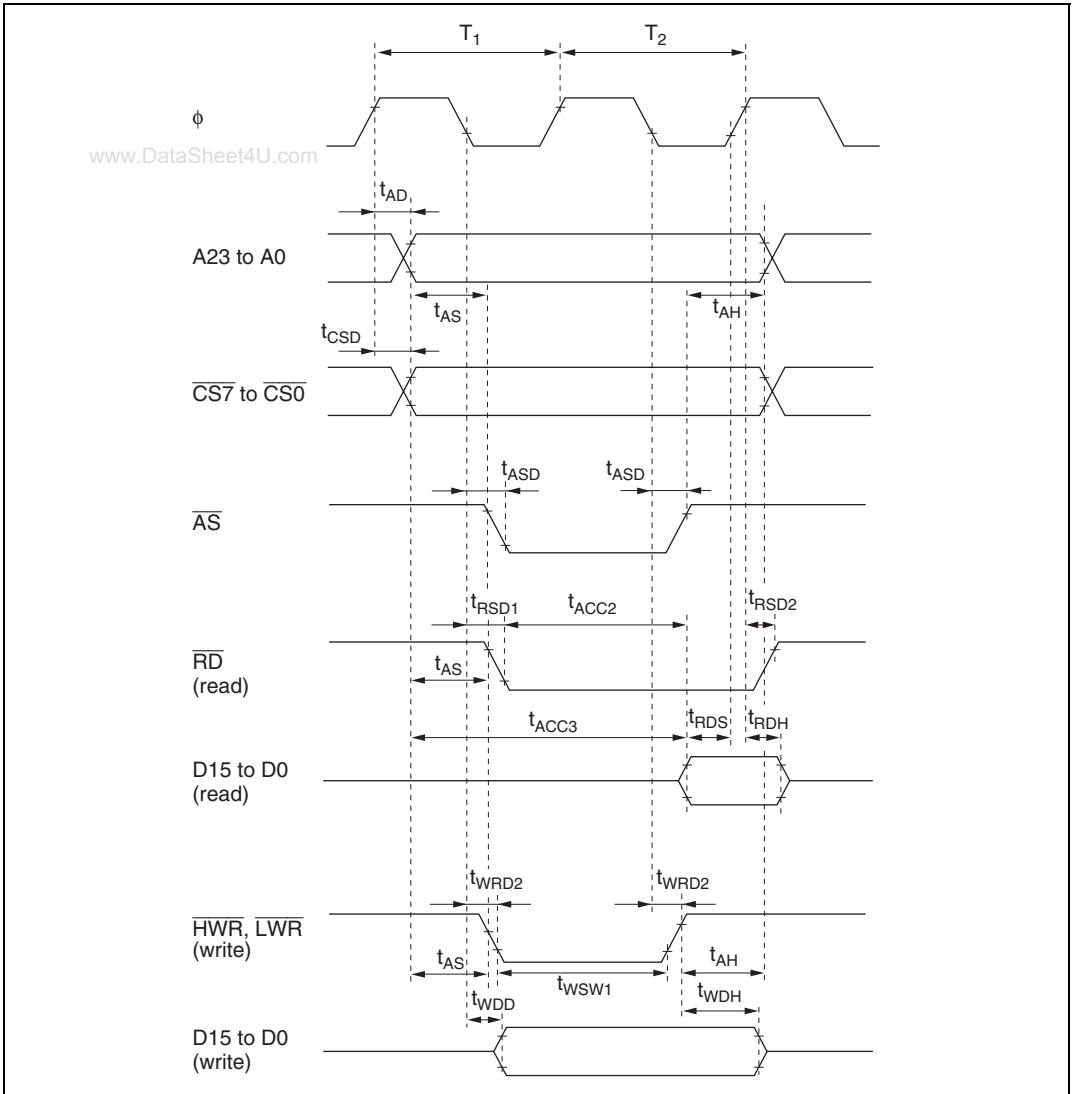 T1 T2
φ
www.DataSheet4U.com
tAD
A23 to A0
tAS tAH
tCSD
CS7 to CS0
tASD tASD
AS
tRSD1 tACC2 tRSD2
RD
(read)
tAS
tACC3 tRDS tRDH
D15 to D0
(read)
tWRD2 tWRD2
HWR, LWR
(write)
tAS tWSW1 tAH
tWDD tWDH
D15 to D0
(write)